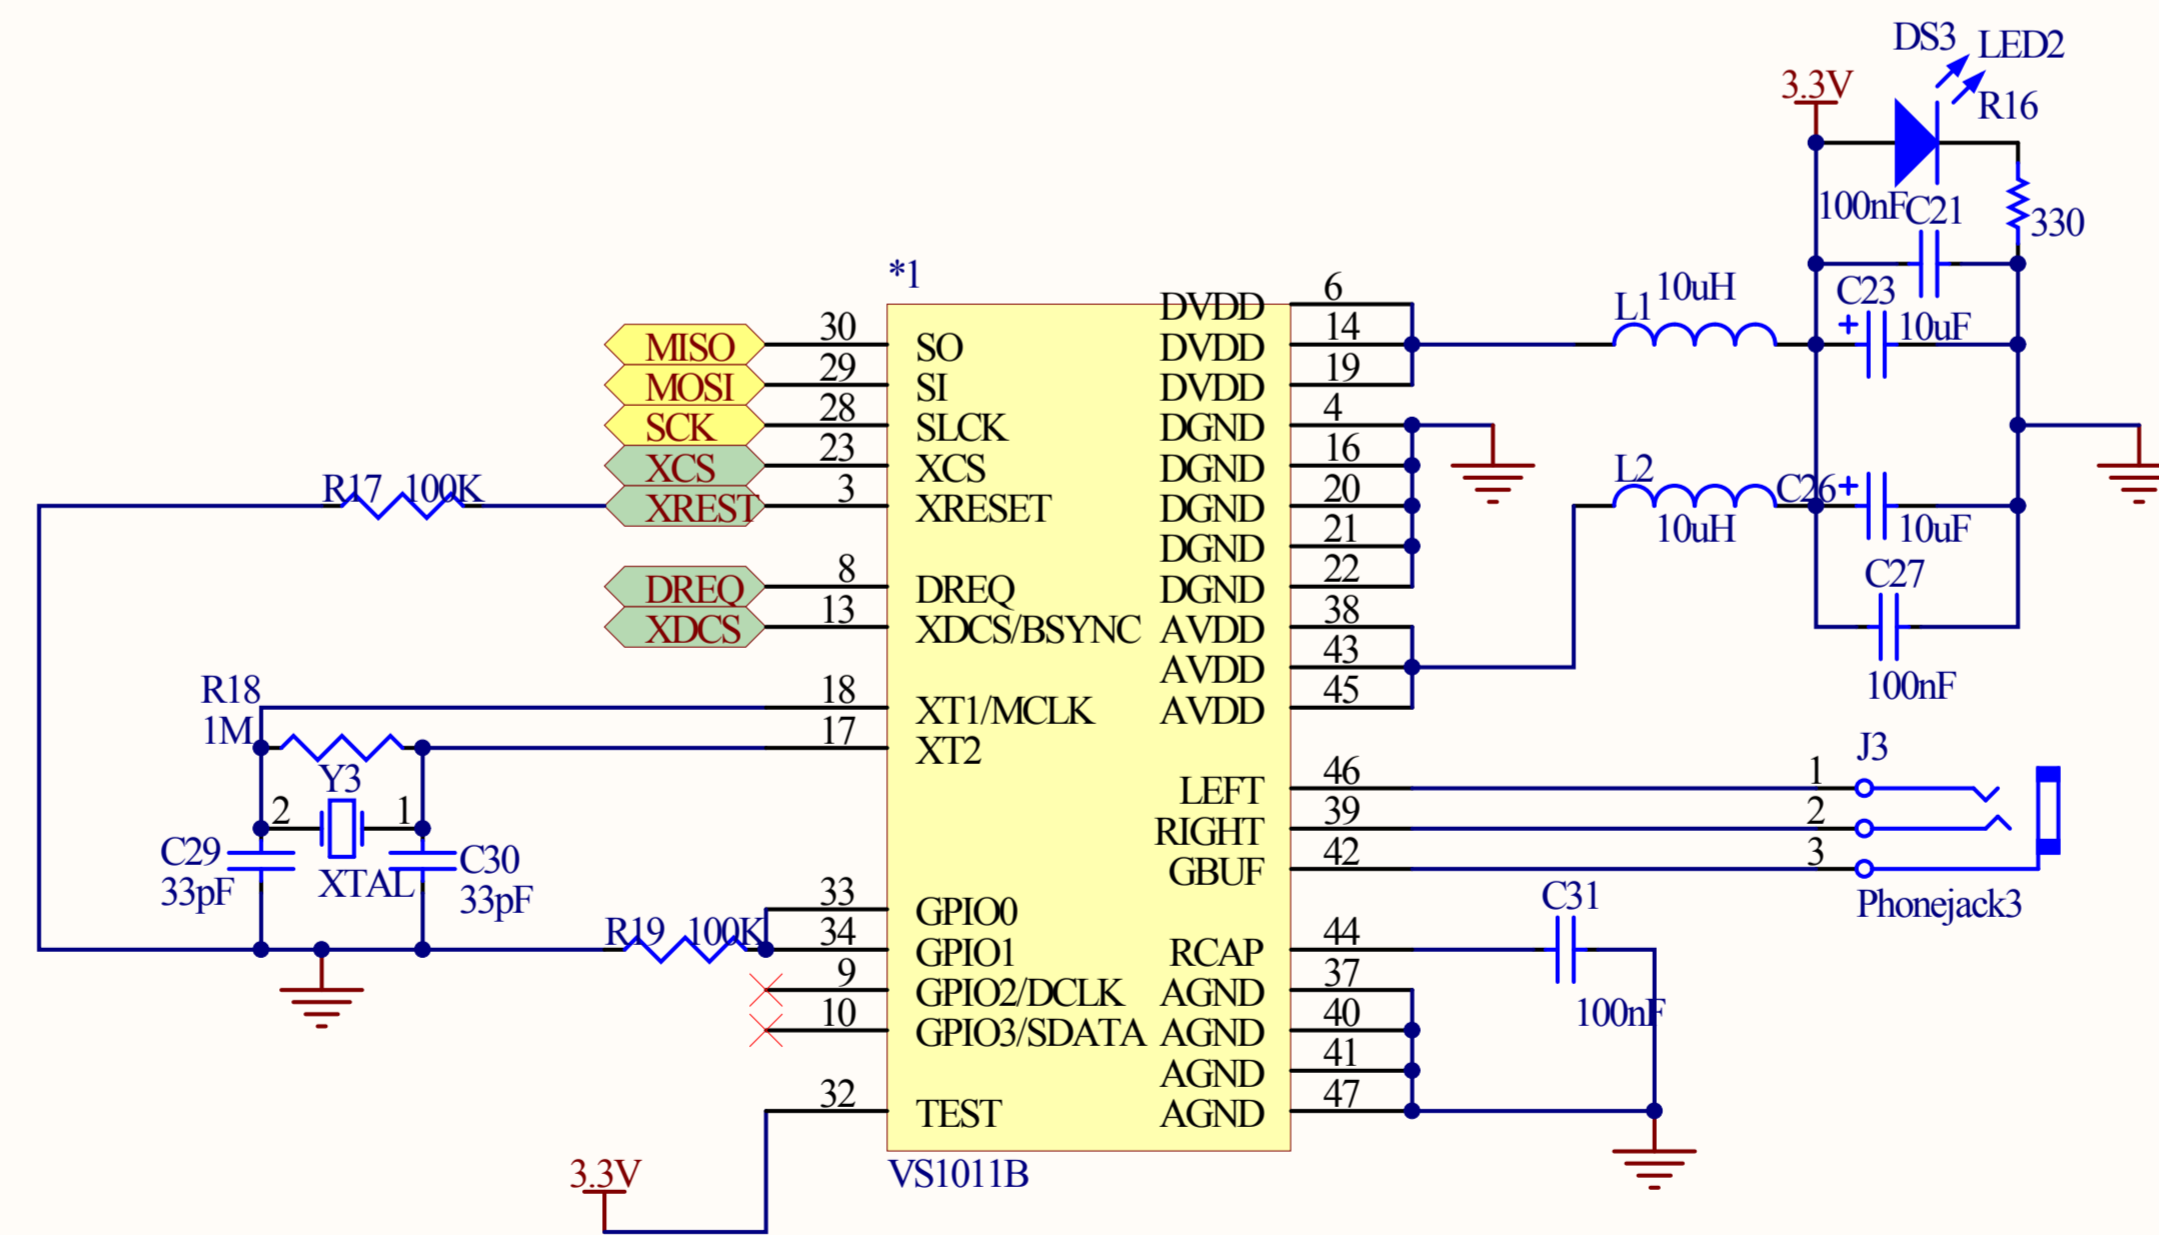 DS3
LED2
3.3V
R16
100nF
C21
330
*1
L1
10uH
C23
10uF
MISO
30
SO
DVDD
6
MOSI
29
SI
DVDD
14
SCK
28
SLCK
DVDD
19
XCS
23
XCS
DGND
4
R17
100K
XREST
3
XRESET
DGND
16
DGND
20
DGND
21
DREQ
8
DREQ
DGND
22
XDCS
13
XDCS/BSYNC
AVDD
38
AVDD
43
AVDD
45
L2
10uH
C26
10uF
C27
100nF
R18
1M
18
XT1/MCLK
17
XT2
Y3
2
1
C29
33pF
XTAL
C30
33pF
LEFT
46
1
J3
RIGHT
39
2
GBUF
42
3
Phonejack3
R19
100K
33
GPIO0
34
GPIO1
RCAP
44
C31
100nF
9
GPIO2/DCLK
AGND
37
10
GPIO3/SDATA
AGND
40
AGND
41
32
TEST
AGND
47
3.3V
VS1011B